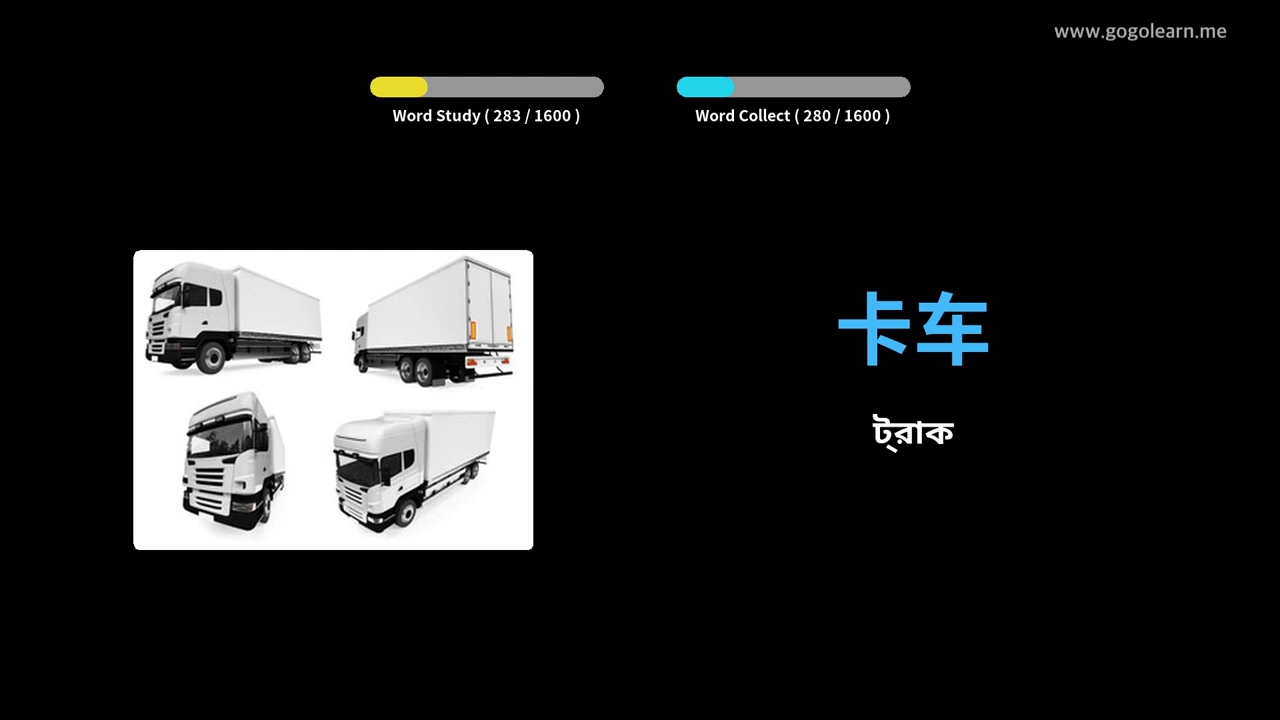 www.gogolearn.me
Word Study ( 283 / 1600 )
Word Collect ( 280 / 1600 )
卡车
ট্রাক